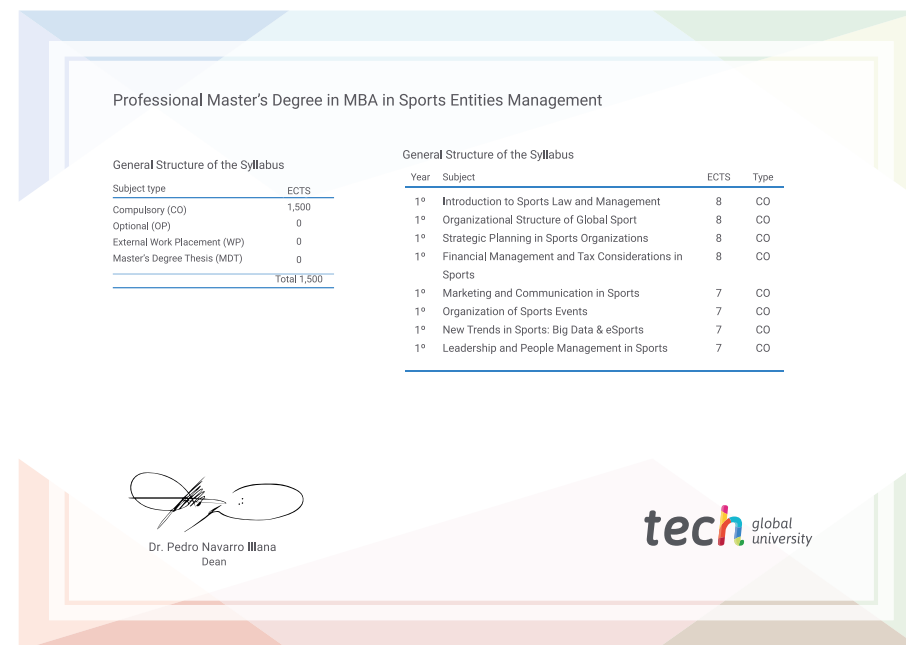 Professional Master's Degree in MBA in Sports Entities Management
General Structure of the Syllabus
Subject type ECTS
Compulsory (CO) 1,500
Optional (OP) 0
External Work Placement (WP) 0
Master's Degree Thesis (MDT) 0
Total 1,500
General Structure of the Syllabus
Year Subject ECTS Type
1º Introduction to Sports Law and Management 8 CO
1º Organizational Structure of Global Sport 8 CO
1º Strategic Planning in Sports Organizations 8 CO
1º Financial Management and Tax Considerations in 8 CO
Sports
1º Marketing and Communication in Sports 7 CO
1º Organization of Sports Events 7 CO
1º New Trends in Sports: Big Data & eSports 7 CO
1º Leadership and People Management in Sports 7 CO
Dr. Pedro Navarro Illana
Dean
tech global
university